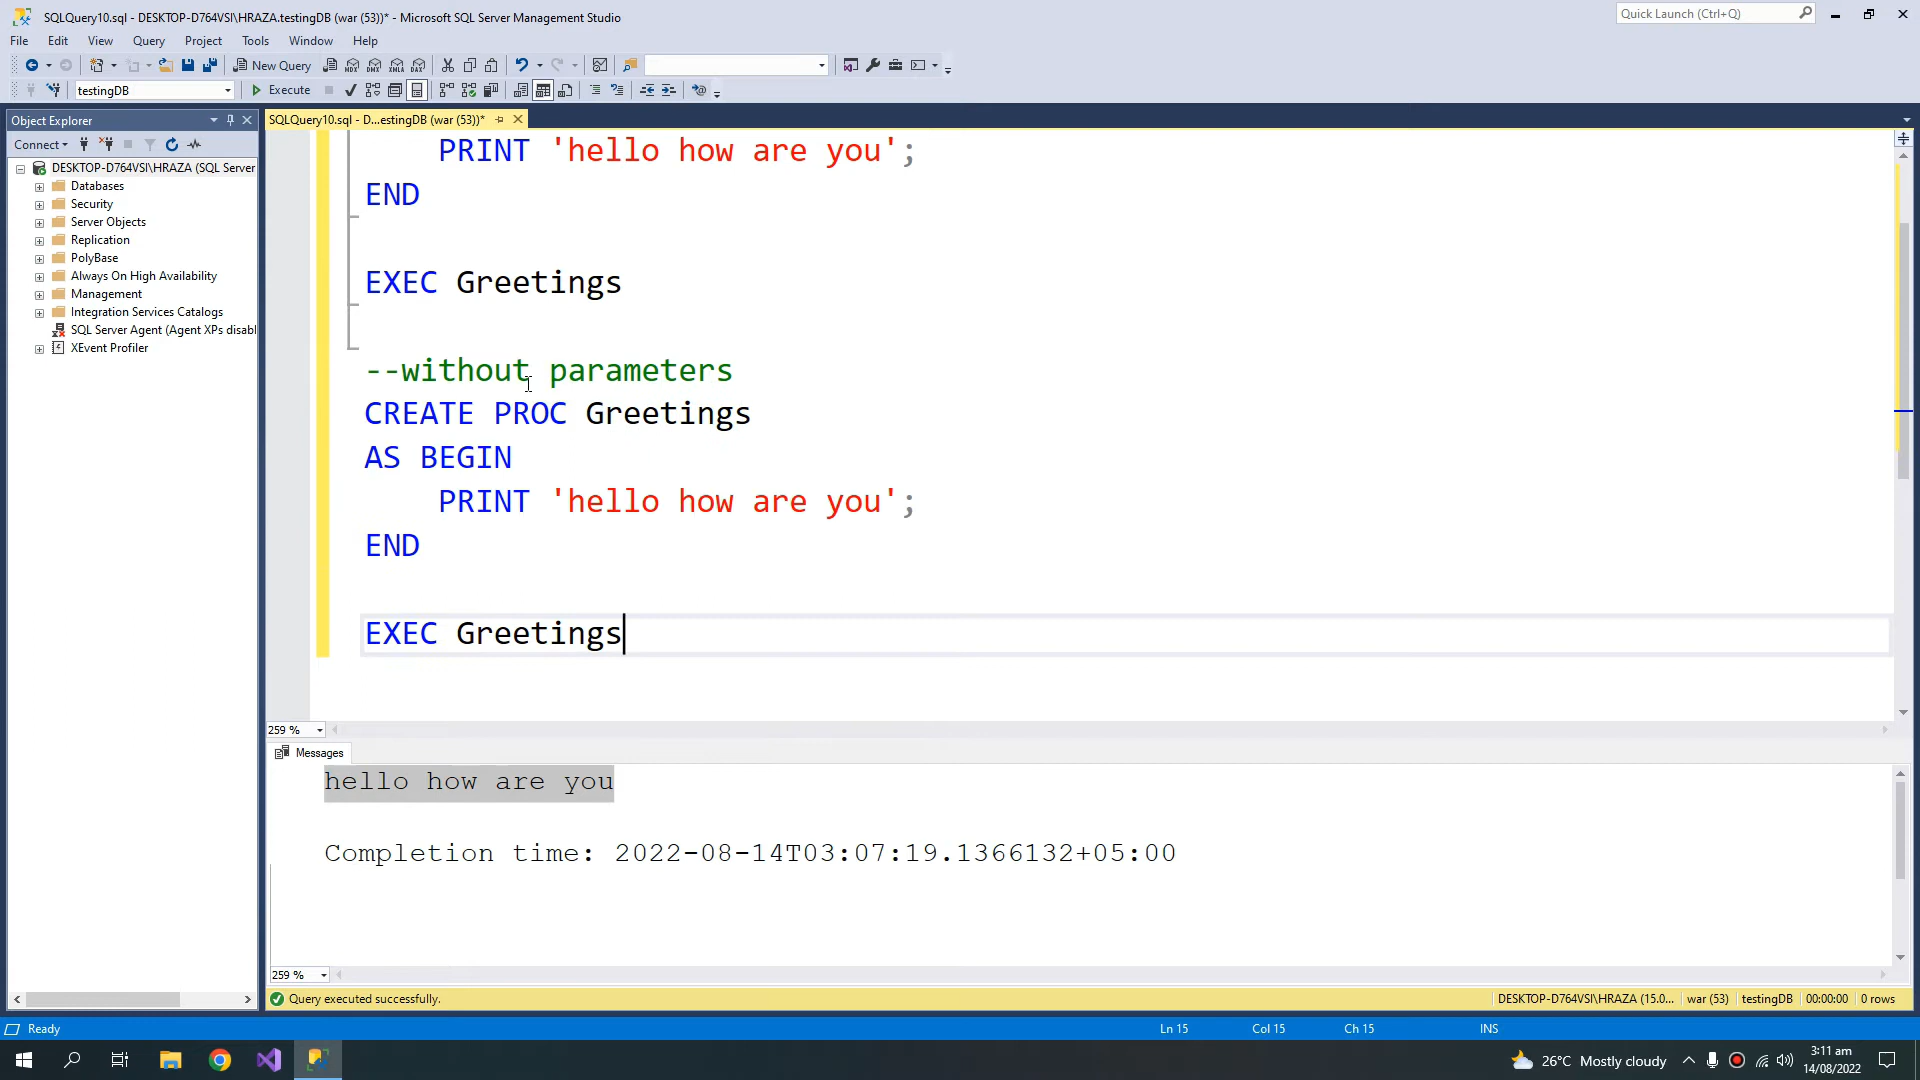 SQLQuery10.sql - DESKTOP-D764VSI\HRAZA.testingDB (war (53))* - Microsoft SQL Server Management Studio
Quick Launch (Ctrl+Q)
File Edit View Query Project Tools Window Help
New Query
MDX DMX XMLA DAX
testingDB
Execute
Object Explorer
SQLQuery10.sql - D...estingDB (war (53))*
Connect
DESKTOP-D764VSI\HRAZA (SQL Server
Databases
Security
Server Objects
Replication
PolyBase
Always On High Availability
Management
Integration Services Catalogs
SQL Server Agent (Agent XPs disabl
XEvent Profiler
PRINT 'hello how are you';
END
EXEC Greetings
--without parameters
CREATE PROC Greetings
AS BEGIN
PRINT 'hello how are you';
END
EXEC Greetings
259 %
Messages
hello how are you
Completion time: 2022-08-14T03:07:19.1366132+05:00
259 %
Query executed successfully.
DESKTOP-D764VSI\HRAZA (15.0... war (53) testingDB 00:00:00 0 rows
Ready
Ln 15 Col 15 Ch 15 INS
26°C Mostly cloudy
3:11 am
14/08/2022